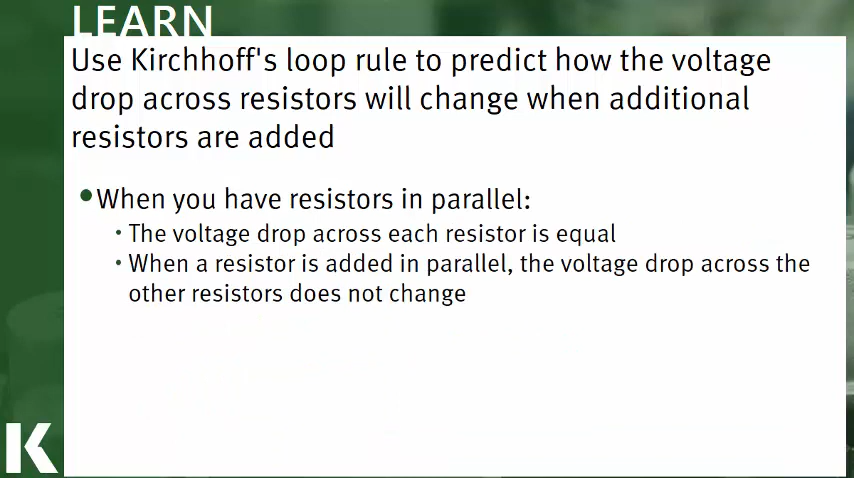 LEARN
Use Kirchhoff's loop rule to predict how the voltage
drop across resistors will change when additional
resistors are added
•When you have resistors in parallel:
• The voltage drop across each resistor is equal
• When a resistor is added in parallel, the voltage drop across the
other resistors does not change
K